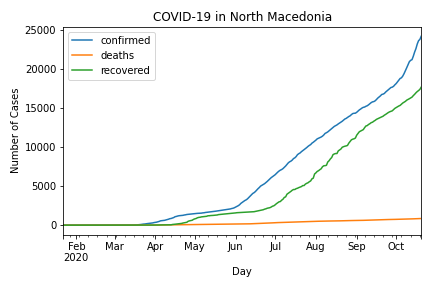 COVID-19 in North Macedonia
confirmed
deaths
recovered
Number of Cases
25000
20000
15000
10000
5000
0
Feb Mar Apr May Jun Jul Aug Sep Oct
2020
Day